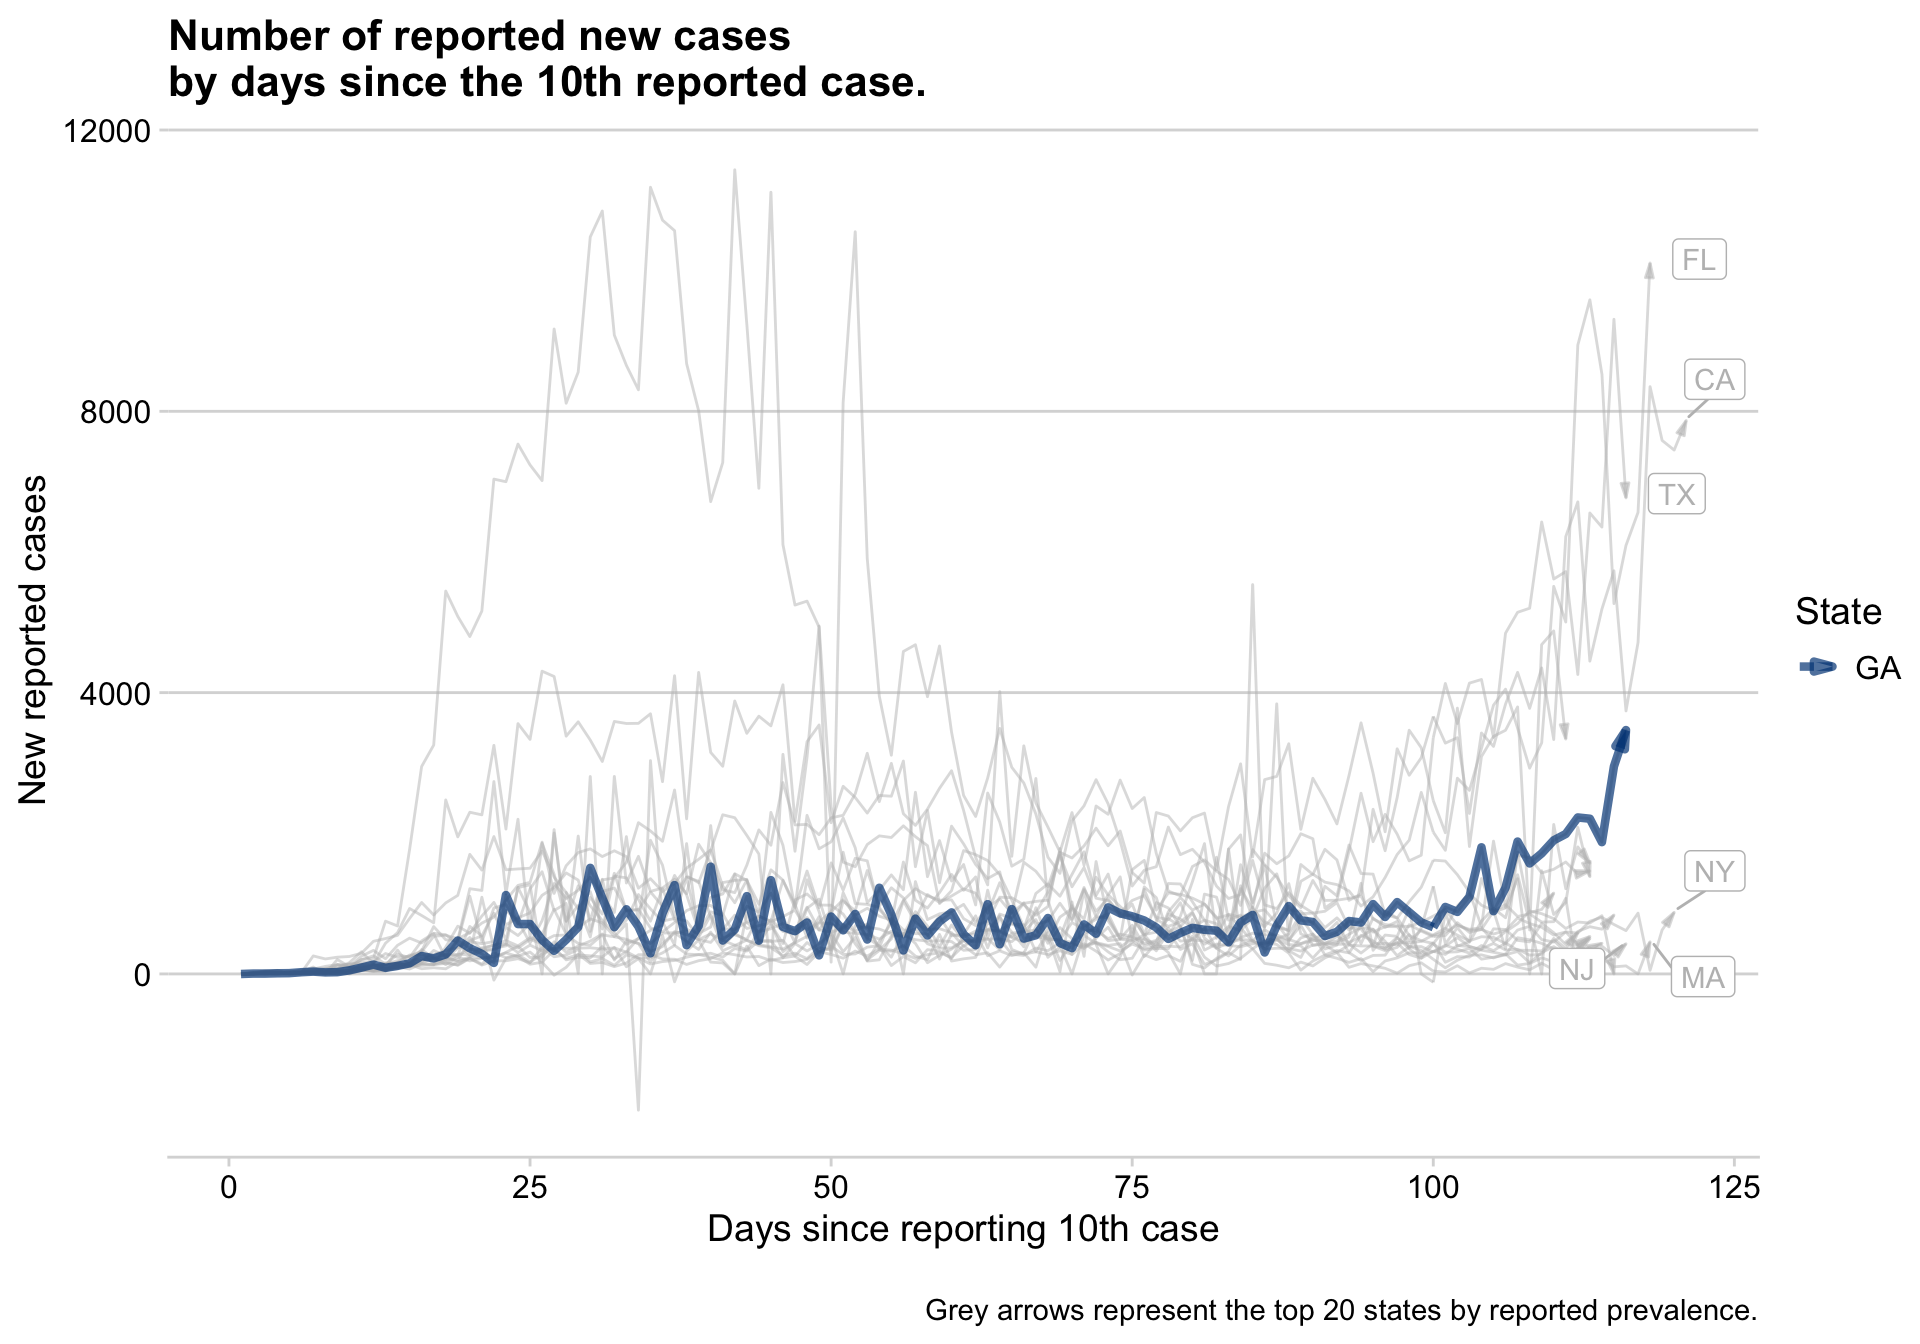 Number of reported new cases
by days since the 10th reported case.
12000
8000
4000
0
New reported cases
FL
CA
TX
NY
NJ
MA
State
GA
0 25 50 75 100 125
Days since reporting 10th case
Grey arrows represent the top 20 states by reported prevalence.